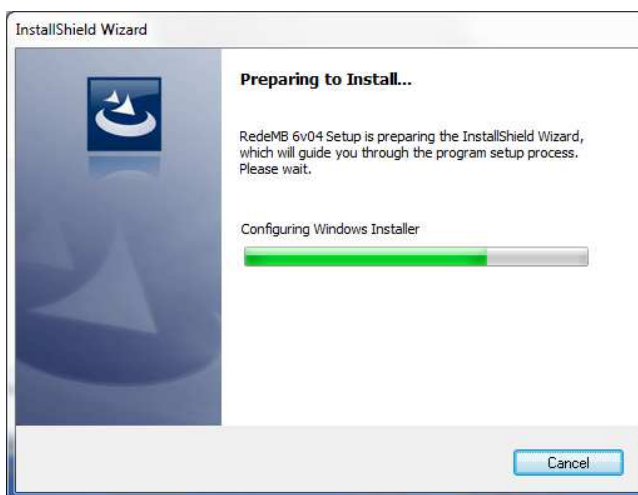 InstallShield Wizard
Preparing to Install...
RedeMB 6v04 Setup is preparing the InstallShield Wizard,
which will guide you through the program setup process.
Please wait.
Configuring Windows Installer
Cancel